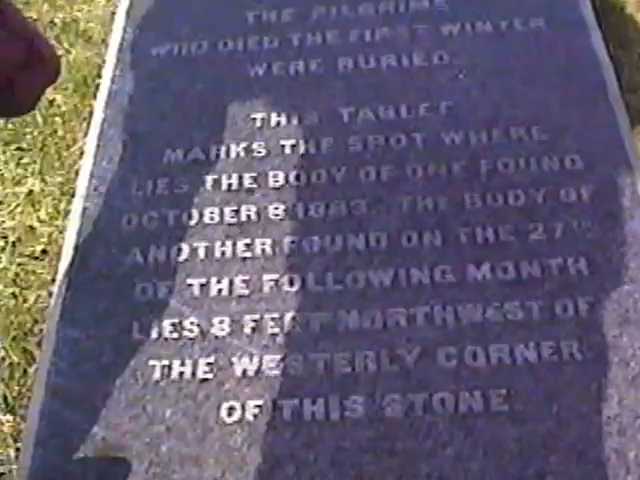 THE PILGRIMS
WHO DIED THE FIRST WINTER
WERE BURIED.
THIS TABLET
MARKS THE SPOT WHERE
LIES THE BODY OF ONE FOUND
OCTOBER 8 1883. THE BODY OF
ANOTHER FOUND ON THE 27TH
OF THE FOLLOWING MONTH
LIES 8 FEET NORTHWEST OF
THE WESTERLY CORNER
OF THIS STONE